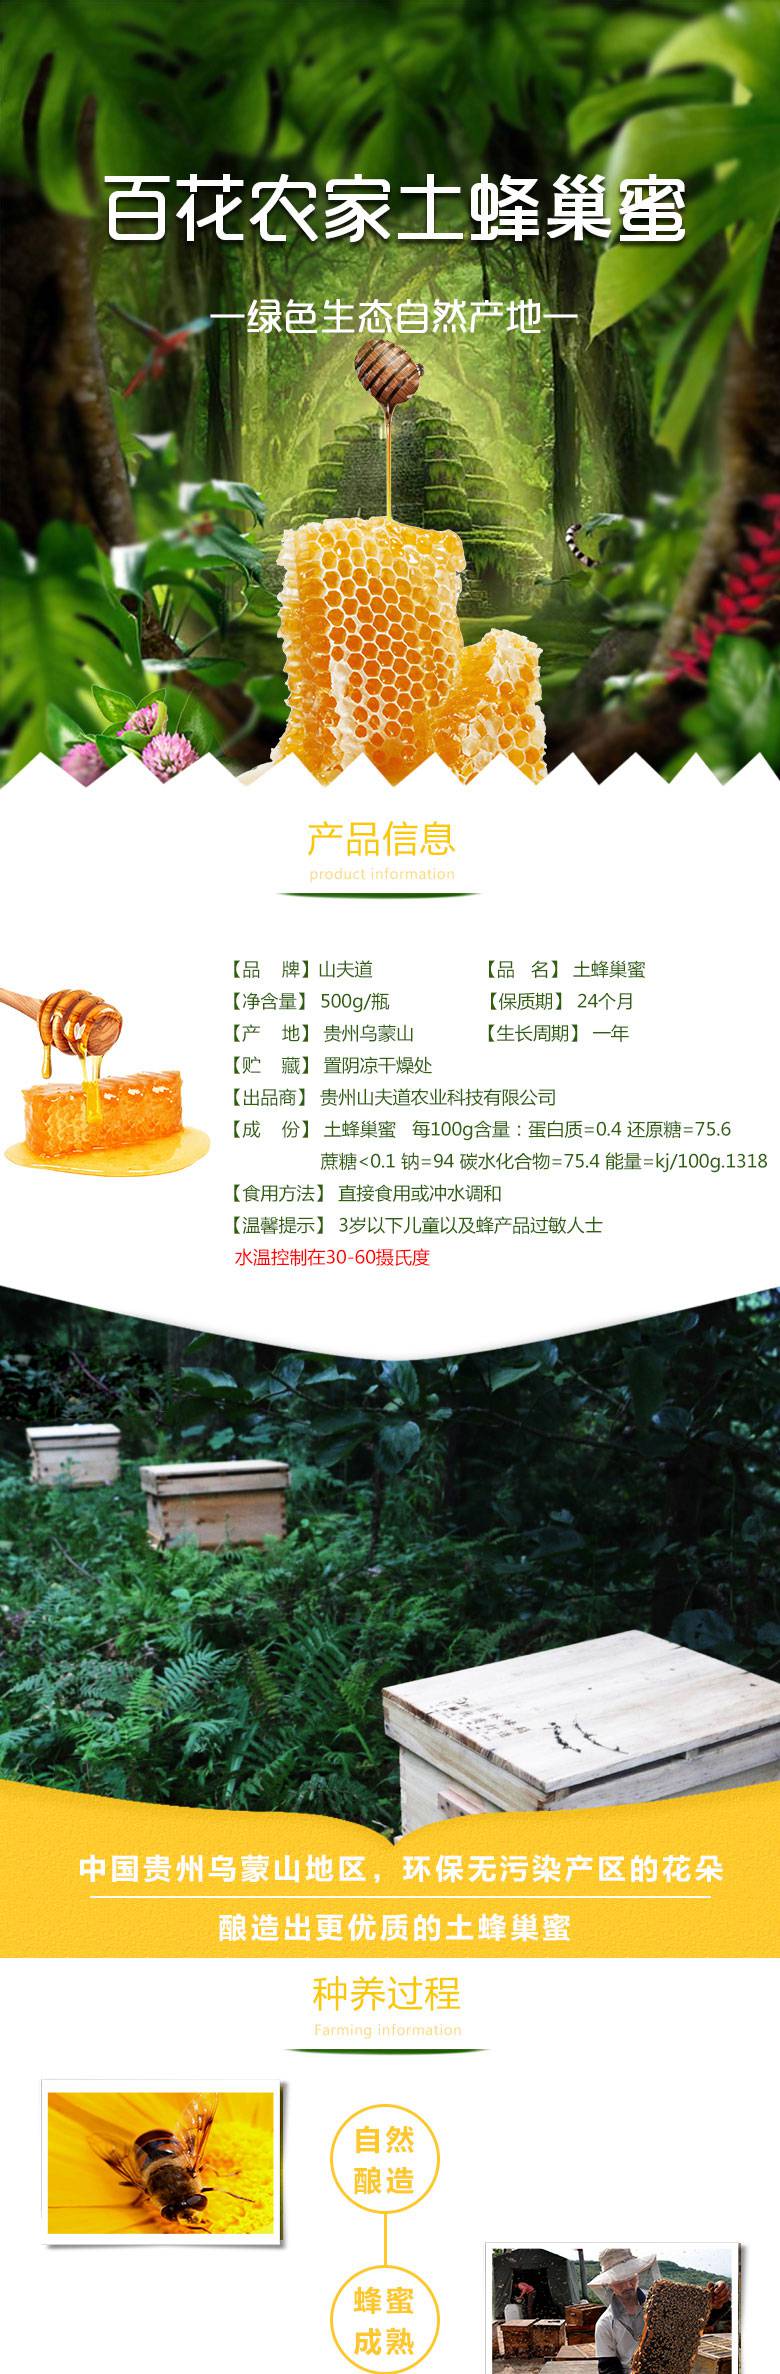 百花农家土蜂巢蜜
—绿色生态自然产地—
产品信息
product information
【品 牌】山夫道 【品 名】土蜂巢蜜
【净含量】500g/瓶 【保质期】24个月
【产 地】贵州乌蒙山 【生长周期】一年
【贮 藏】置阴凉干燥处
【出品商】贵州山夫道农业科技有限公司
【成 份】土蜂巢蜜 每100g含量:蛋白质=0.4 还原糖=75.6
蔗糖<0.1 钠=94 碳水化合物=75.4 能量=kj/100g.1318
【食用方法】直接食用或冲水调和
【温馨提示】3岁以下儿童以及蜂产品过敏人士
水温控制在30-60摄氏度
中国贵州乌蒙山地区，环保无污染产区的花朵
酿造出更优质的土蜂巢蜜
种养过程
Farming information
自然
酿造
蜂蜜
成熟